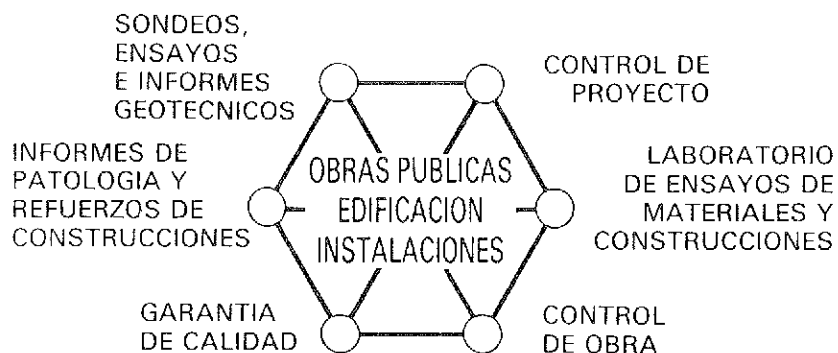 SONDEOS,
ENSAYOS
E INFORMES
GEOTECNICOS
CONTROL DE
PROYECTO
INFORMES DE
PATOLOGIA Y
REFUERZOS DE
CONSTRUCCIONES
OBRAS PUBLICAS
EDIFICACION
INSTALACIONES
LABORATORIO
DE ENSAYOS DE
MATERIALES Y
CONSTRUCCIONES
GARANTIA
DE CALIDAD
CONTROL
DE OBRA